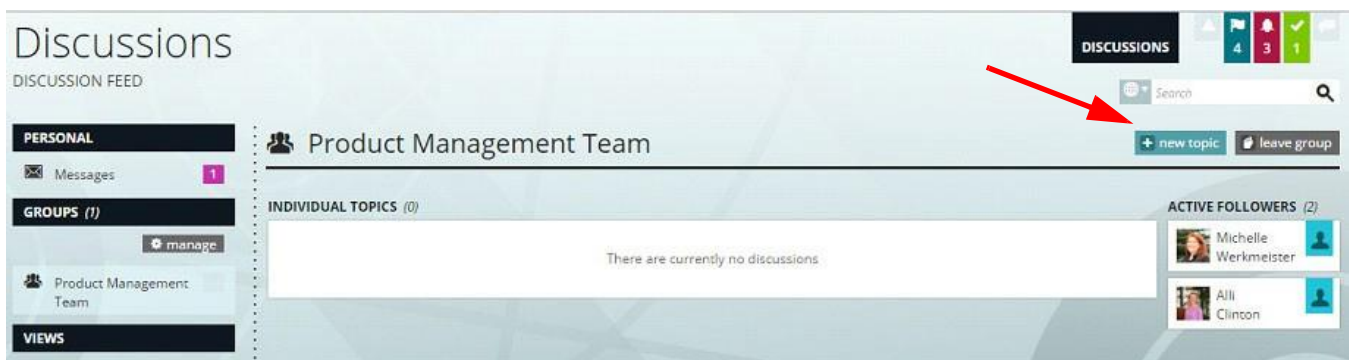 Discussions
DISCUSSION FEED
DISCUSSIONS
4
3
1
Search
PERSONAL
Messages
1
GROUPS (1)
manage
Product Management
Team
VIEWS
Product Management Team
new topic
leave group
INDIVIDUAL TOPICS (0)
There are currently no discussions
ACTIVE FOLLOWERS (2)
Michelle
Werkmeister
Alli
Clinton